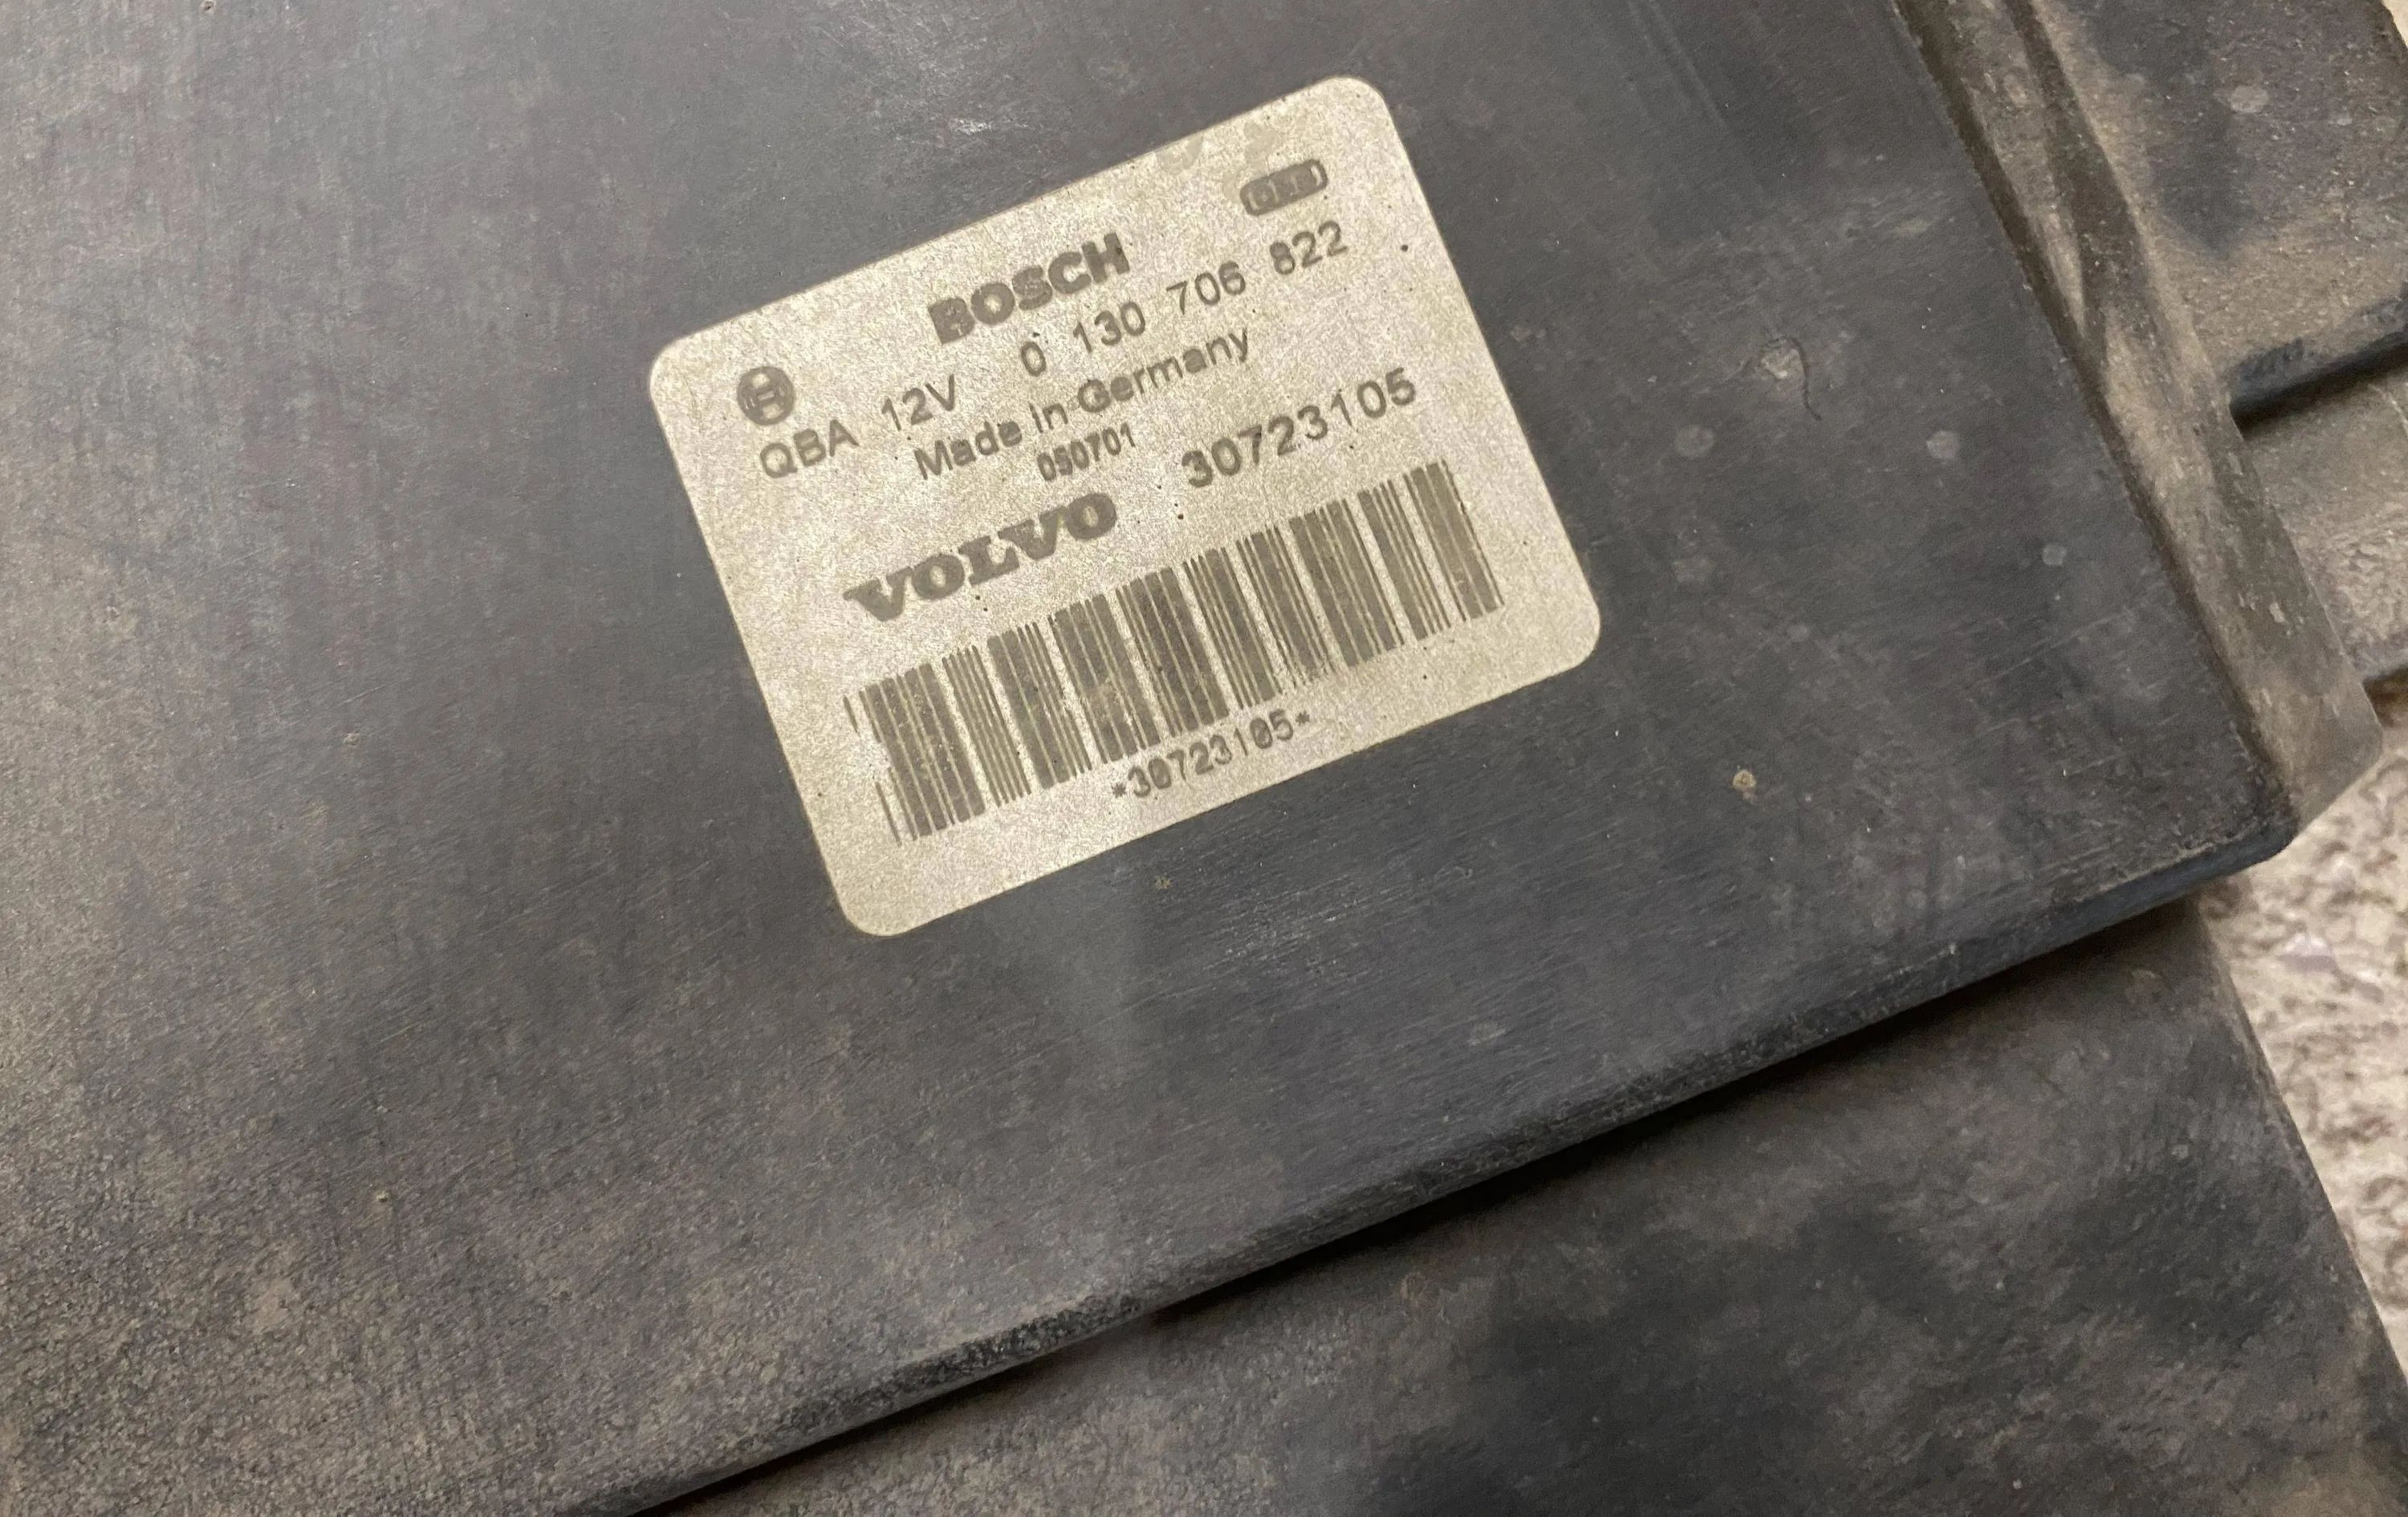 BOSCH
QBA 12V 0 130 706 822
Made in Germany
050701
VOLVO 30723105
*30723105*